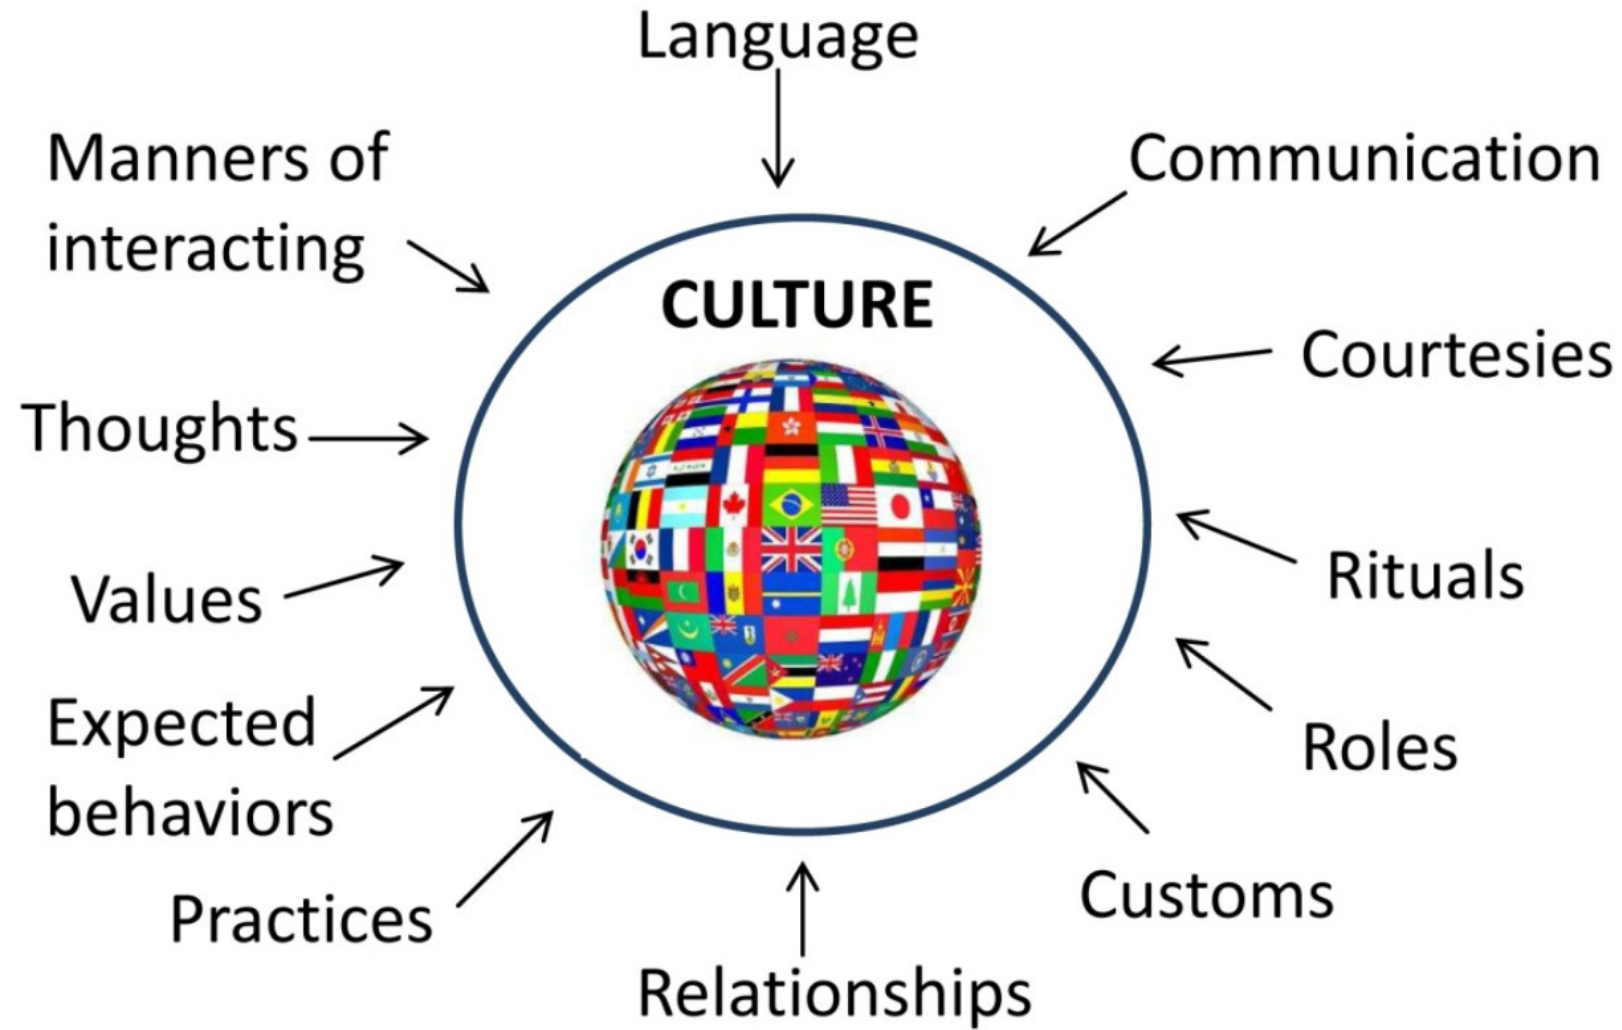 Language
Manners of
interacting
Communication
CULTURE
Courtesies
Thoughts
Values
Rituals
Expected
behaviors
Roles
Practices
Customs
Relationships